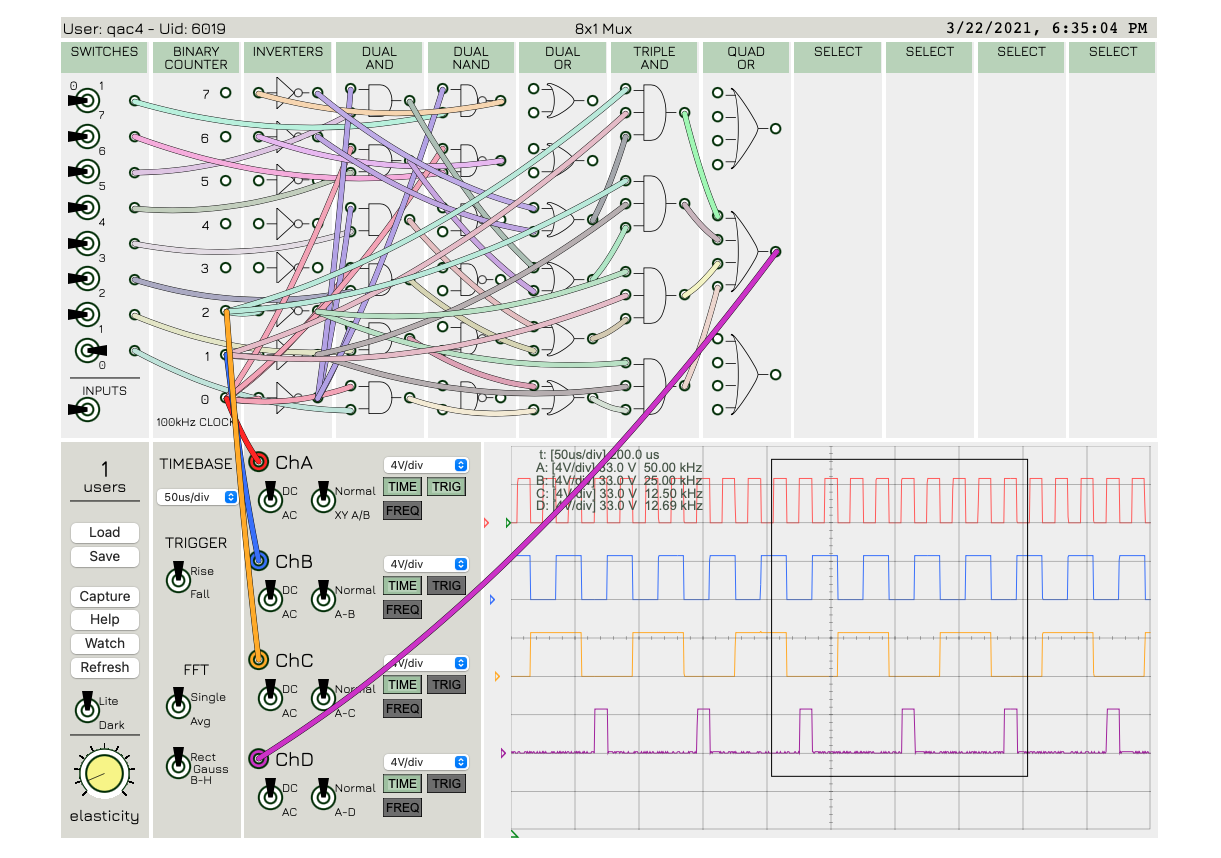 User: qac4 - Uid: 6019
8x1 Mux
3/22/2021, 6:35:04 PM
SWITCHES
BINARY
COUNTER
INVERTERS
DUAL
AND
DUAL
NAND
DUAL
OR
TRIPLE
AND
QUAD
OR
SELECT
SELECT
SELECT
SELECT
0 1
7
6
5
4
3
2
1
0
INPUTS
7
6
5
4
3
2
1
0
100kHz CLOCK
1
users
Load
Save
Capture
Help
Watch
Refresh
Lite
Dark
elasticity
TIMEBASE
50us/div
TRIGGER
Rise
Fall
FFT
Single
Avg
Rect
Gauss
B-H
ChA
4V/div
DC
AC
Normal
XY A/B
TIME
TRIG
FREQ
ChB
4V/div
DC
AC
Normal
A-B
TIME
TRIG
FREQ
ChC
4V/div
DC
AC
Normal
A-C
TIME
TRIG
FREQ
ChD
4V/div
DC
AC
Normal
A-D
TIME
TRIG
FREQ
t: [50us/div] 200.0 us
A: [4V/div] 33.0 V 50.00 kHz
B: [4V/div] 33.0 V 25.00 kHz
C: [4V/div] 33.0 V 12.50 kHz
D: [4V/div] 33.0 V 12.69 kHz